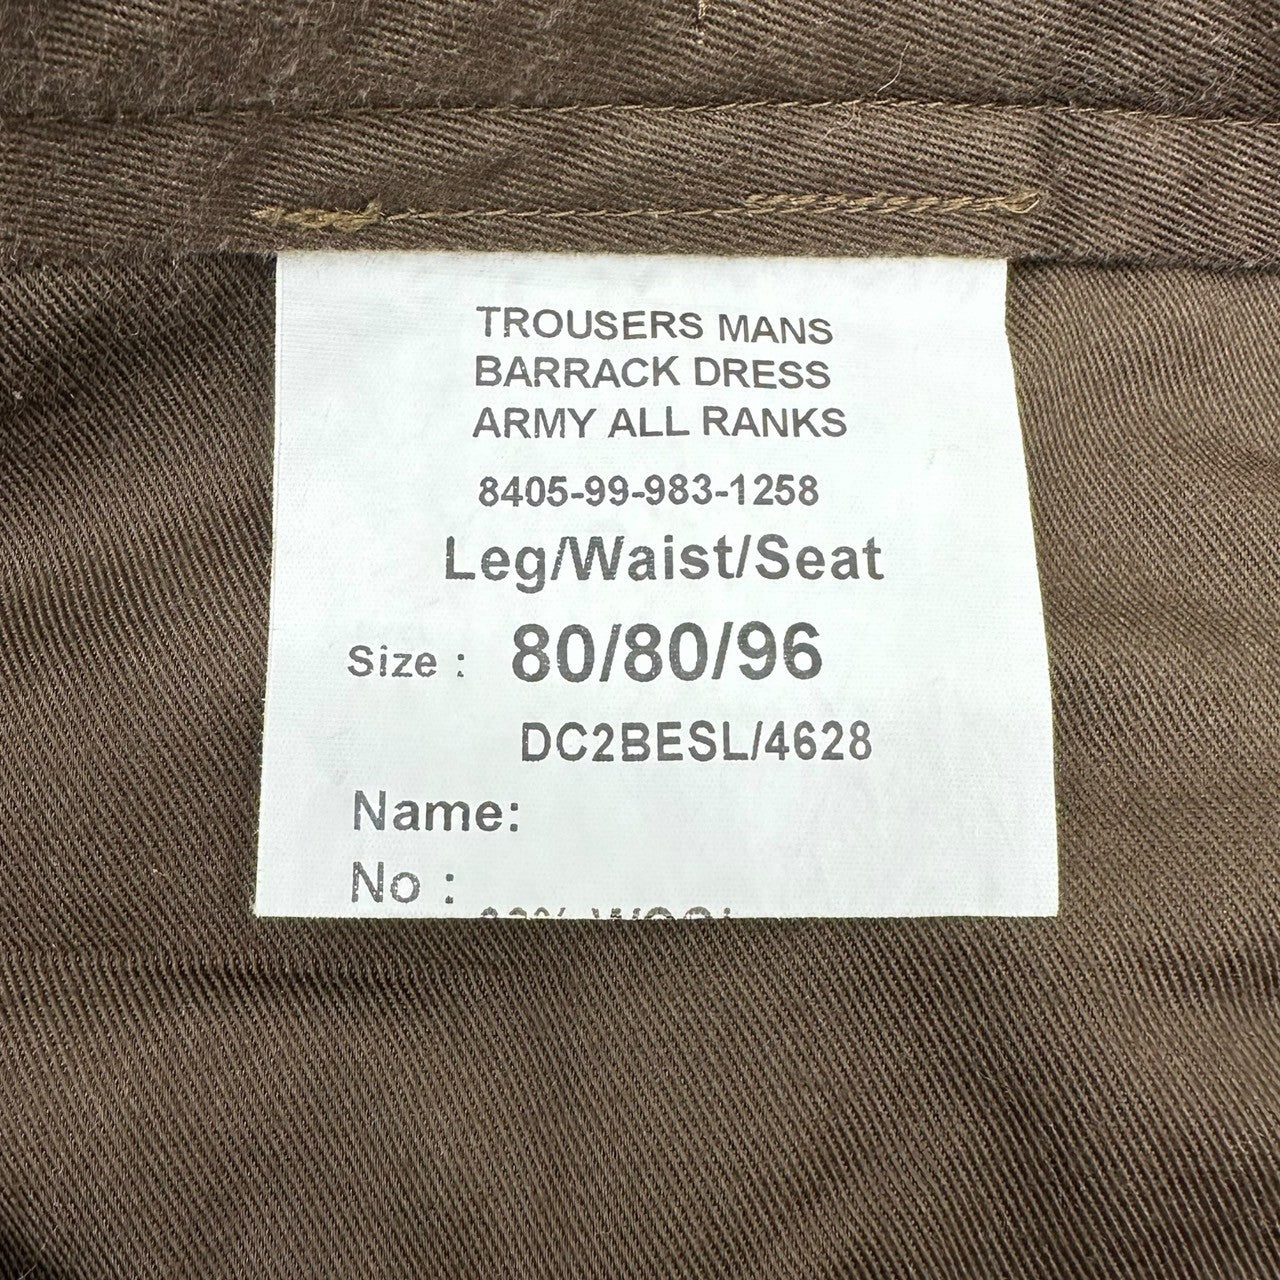 TROUSERS MANS
BARRACK DRESS
ARMY ALL RANKS
8405-99-983-1258
Leg/Waist/Seat
Size : 80/80/96
DC2BESL/4628
Name:
No :